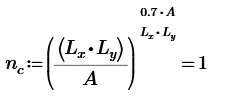 n_c := ( (L_x • L_y) / A )^( 0.7 • A / L_x • L_y ) = 1